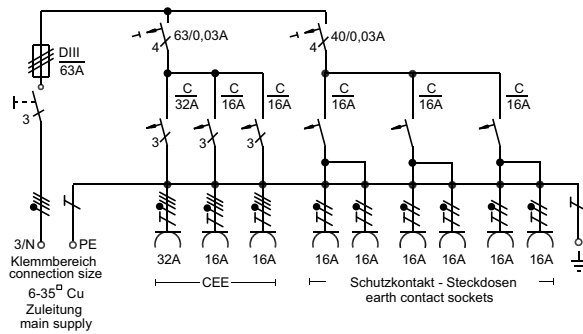 DIII
63A
63/0,03A
40/0,03A
4
4
C
32A
C
16A
C
16A
C
16A
C
16A
C
16A
3
3
3
3
3/N
PE
32A
16A
16A
16A
16A
16A
16A
16A
16A
CEE
Schutzkontakt - Steckdosen
earth contact sockets
Klemmbereich
connection size
6-35□ Cu
Zuleitung
main supply